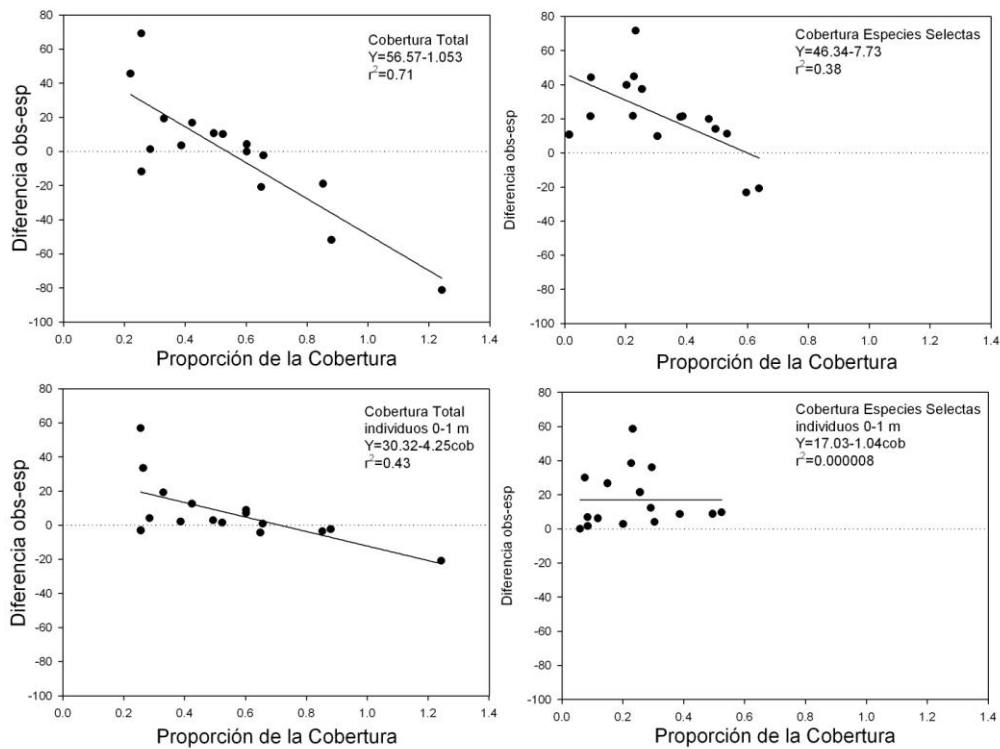 Cobertura Total
Y=56.57-1.053
r²=0.71
Diferencia obs-esp
80
60
40
20
0
-20
-40
-60
-80
-100
0.0 0.2 0.4 0.6 0.8 1.0 1.2 1.4
Proporción de la Cobertura
Cobertura Especies Selectas
Y=46.34-7.73
r²=0.38
Diferencia obs-esp
80
60
40
20
0
-20
-40
-60
-80
-100
0.0 0.2 0.4 0.6 0.8 1.0 1.2 1.4
Proporción de la Cobertura
Cobertura Total
individuos 0-1 m
Y=30.32-4.25cob
r²=0.43
Diferencia obs-esp
80
60
40
20
0
-20
-40
-60
-80
-100
0.0 0.2 0.4 0.6 0.8 1.0 1.2 1.4
Proporción de la Cobertura
Cobertura Especies Selectas
individuos 0-1 m
Y=17.03-1.04cob
r²=0.000008
Diferencia obs-esp
80
60
40
20
0
-20
-40
-60
-80
-100
0.0 0.2 0.4 0.6 0.8 1.0 1.2 1.4
Proporción de la Cobertura